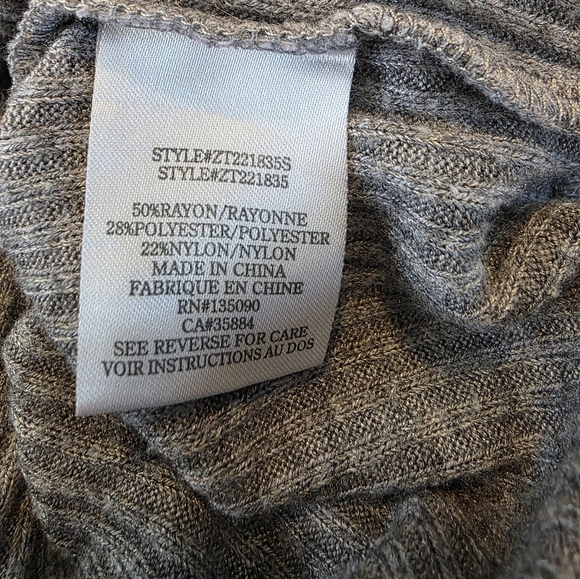 STYLE#ZT221835S
STYLE#ZT221835
50%RAYON/RAYONNE
28%POLYESTER/POLYESTER
22%NYLON/NYLON
MADE IN CHINA
FABRIQUE EN CHINE
RN#135090
CA#35884
SEE REVERSE FOR CARE
VOIR INSTRUCTIONS AU DOS